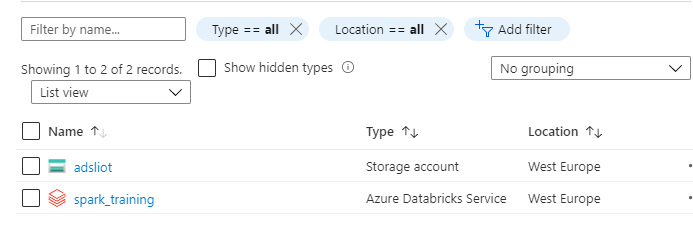 Filter by name...
Type == all
Location == all
Add filter
Showing 1 to 2 of 2 records.
Show hidden types
No grouping
List view
Name Type Location
adsliot Storage account West Europe
spark_training Azure Databricks Service West Europe